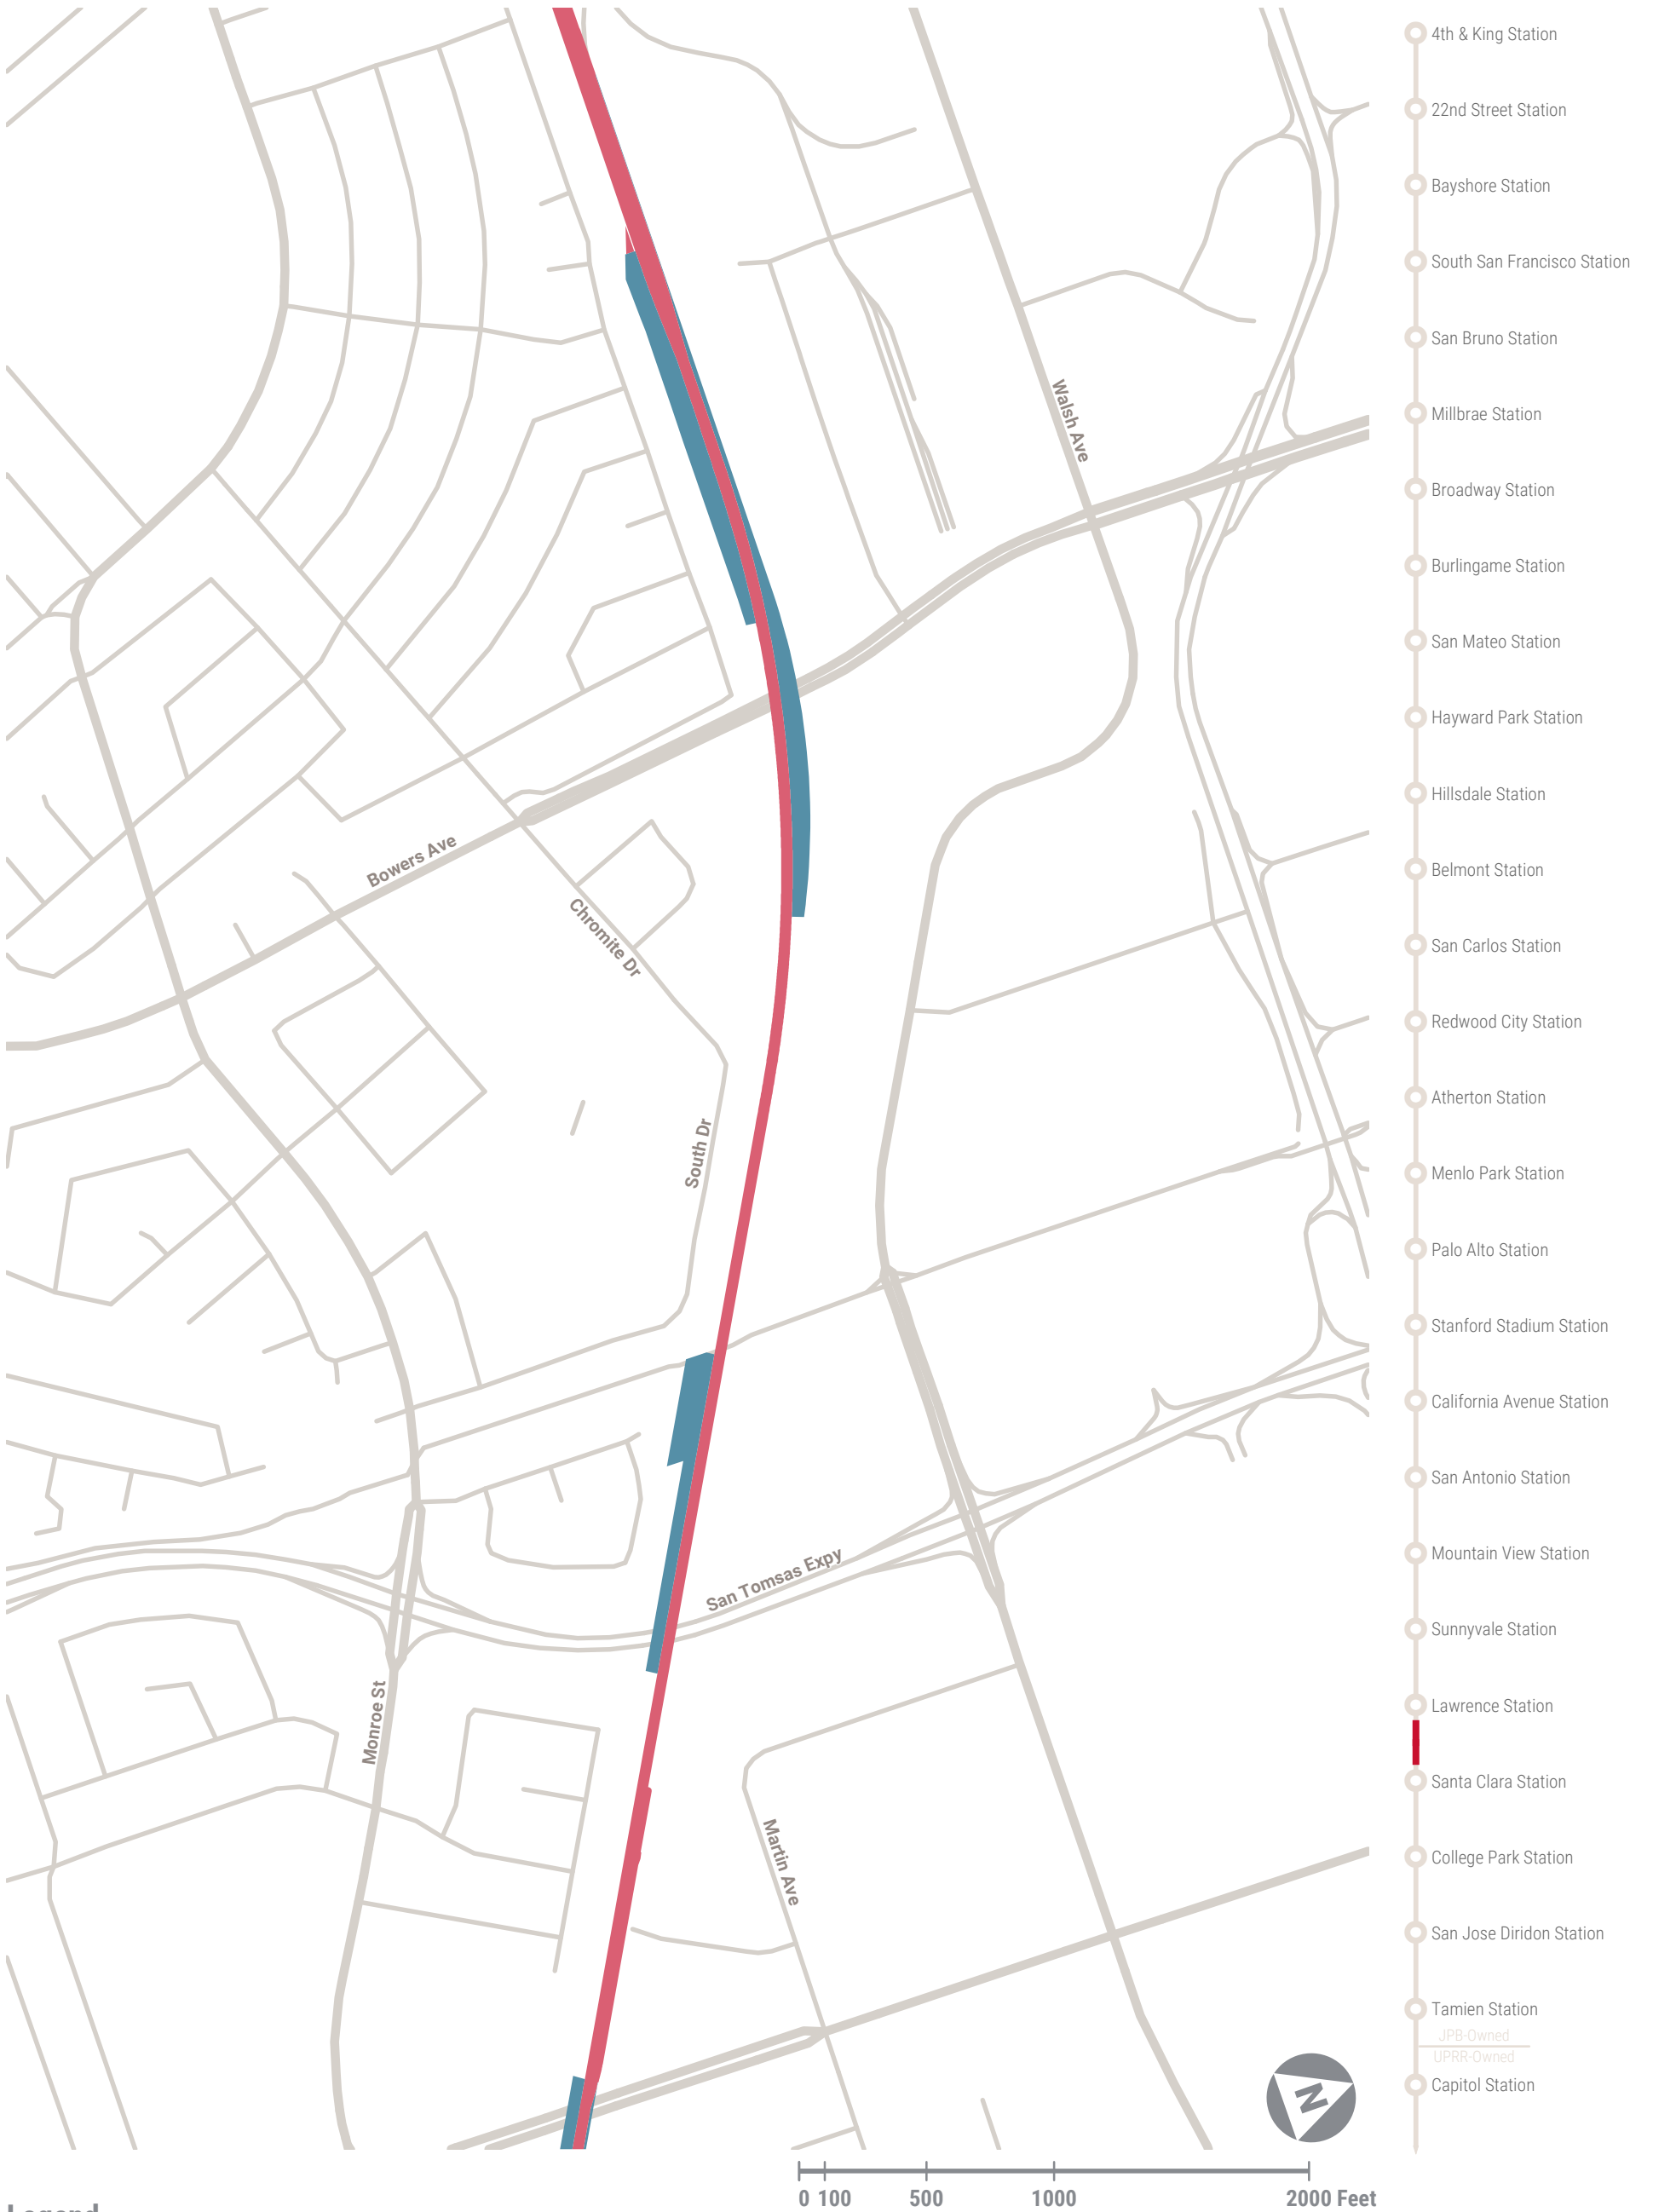 Walsh Ave
Bowers Ave
Chromite Dr
South Dr
San Tomsas Expy
Monroe St
Martin Ave
4th & King Station
22nd Street Station
Bayshore Station
South San Francisco Station
San Bruno Station
Millbrae Station
Broadway Station
Burlingame Station
San Mateo Station
Hayward Park Station
Hillsdale Station
Belmont Station
San Carlos Station
Redwood City Station
Atherton Station
Menlo Park Station
Palo Alto Station
Stanford Stadium Station
California Avenue Station
San Antonio Station
Mountain View Station
Sunnyvale Station
Lawrence Station
Santa Clara Station
College Park Station
San Jose Diridon Station
Tamien Station
JPB-Owned
UPRR-Owned
Capitol Station
N
0 100 500 1000 2000 Feet
Legend